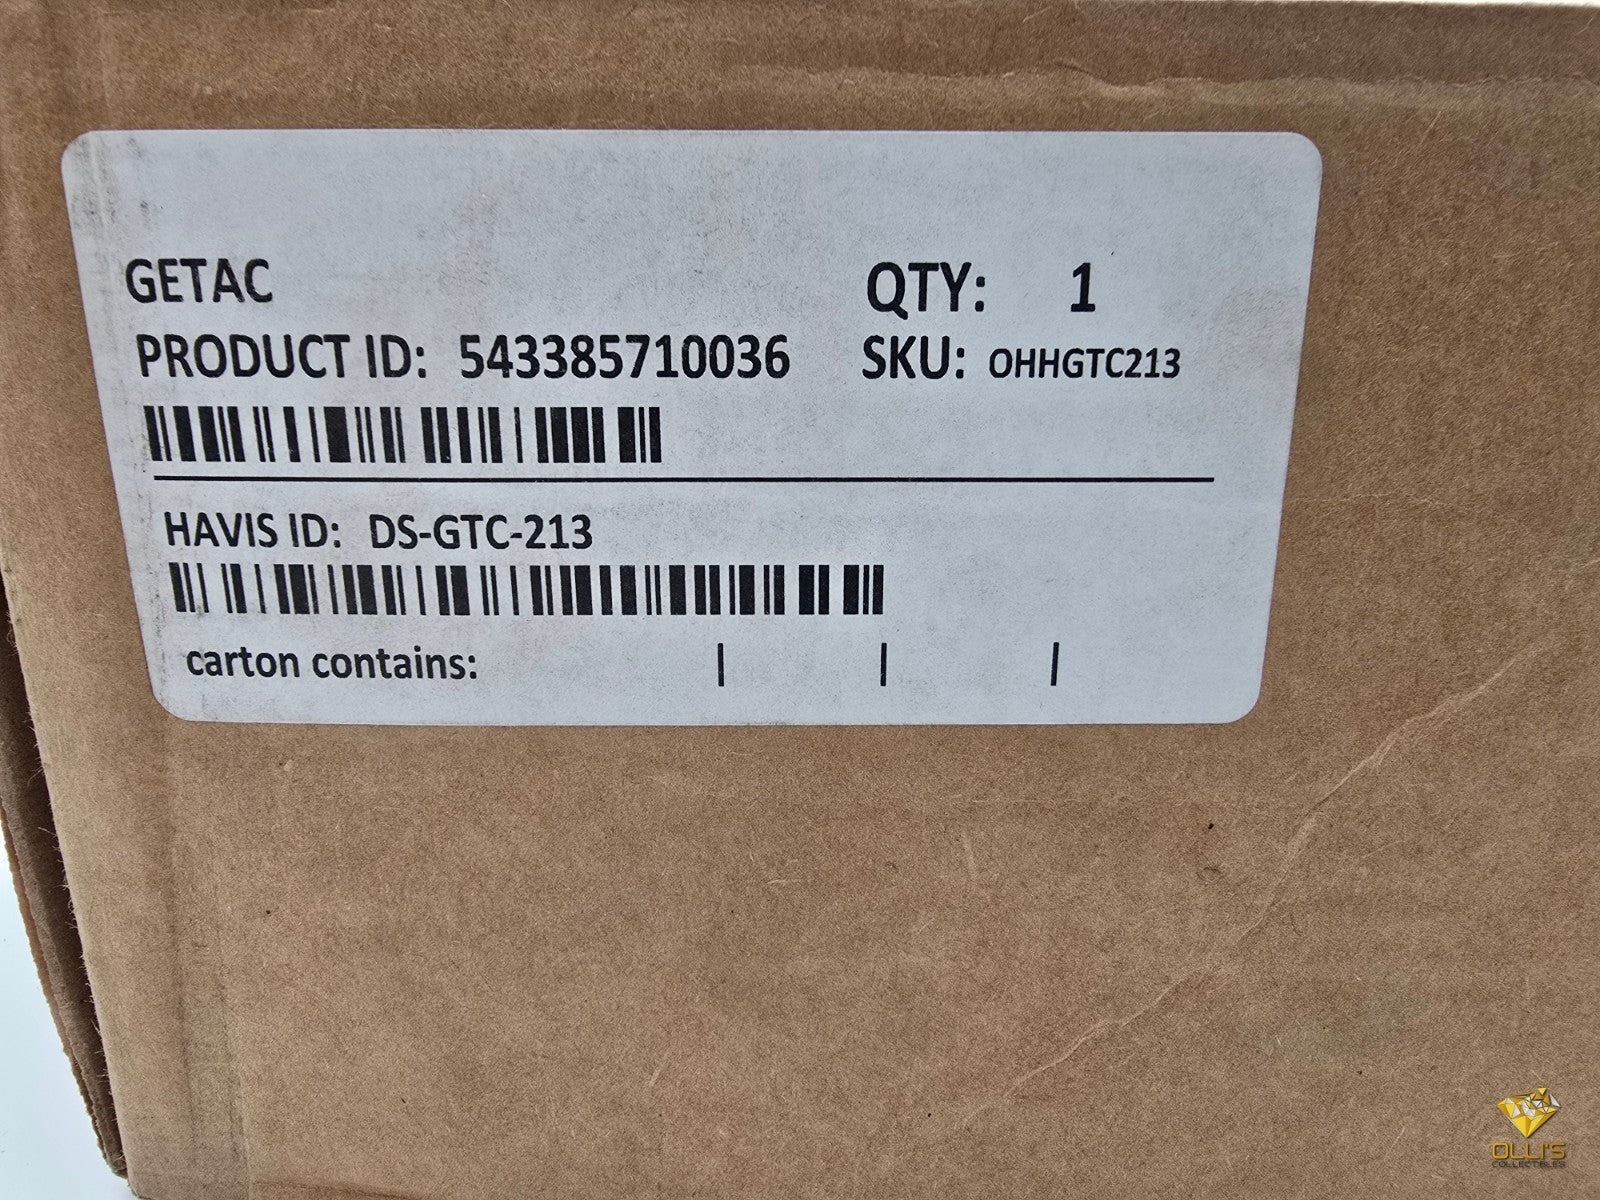 GETAC
QTY: 1
PRODUCT ID: 543385710036
SKU: OHHGTC213
HAVIS ID: DS-GTC-213
carton contains: | | |
OLLI'S
COLLECTIBLES